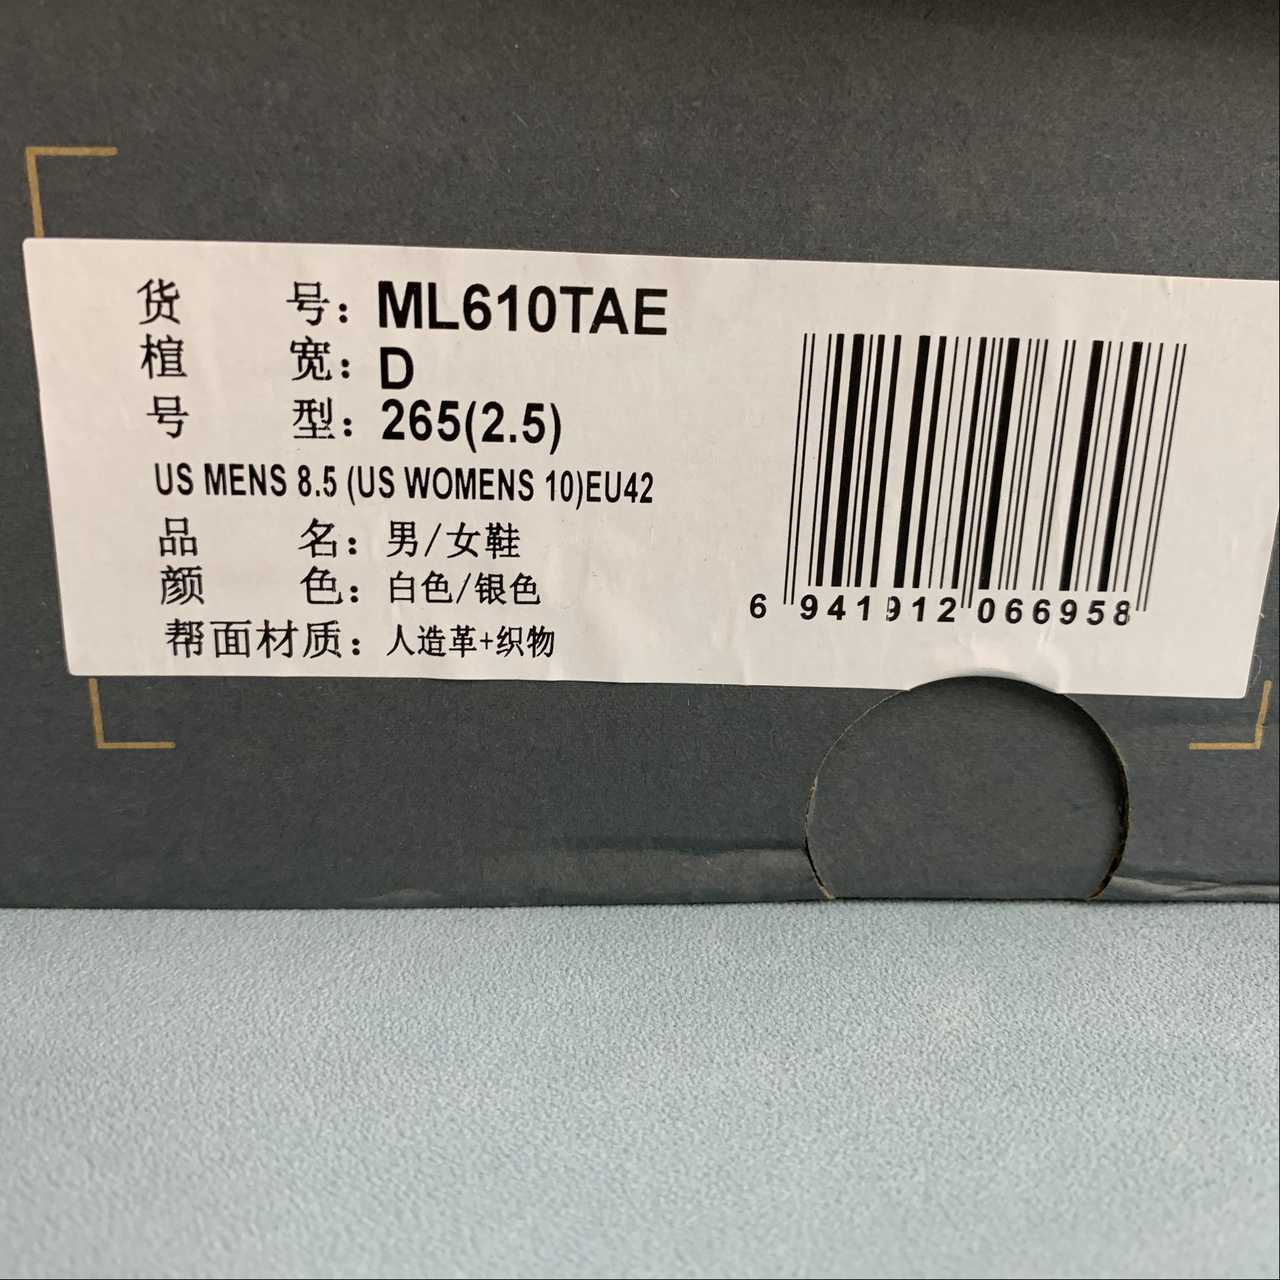 货 号：ML610TAE
楦 宽：D
号 型：265(2.5)
US MENS 8.5 (US WOMENS 10)EU42
品 名：男/女鞋
颜 色：白色/银色
帮面材质：人造革+织物
6 941912 066958